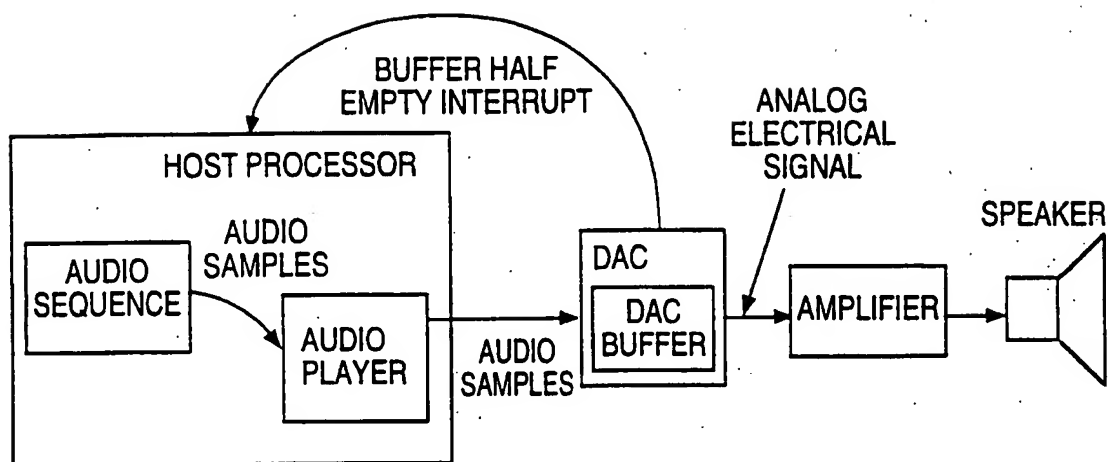 BUFFER HALF
EMPTY INTERRUPT
ANALOG
ELECTRICAL
SIGNAL
HOST PROCESSOR
SPEAKER
AUDIO
SAMPLES
AUDIO
SEQUENCE
AUDIO
PLAYER
AUDIO
SAMPLES
DAC
DAC
BUFFER
AMPLIFIER